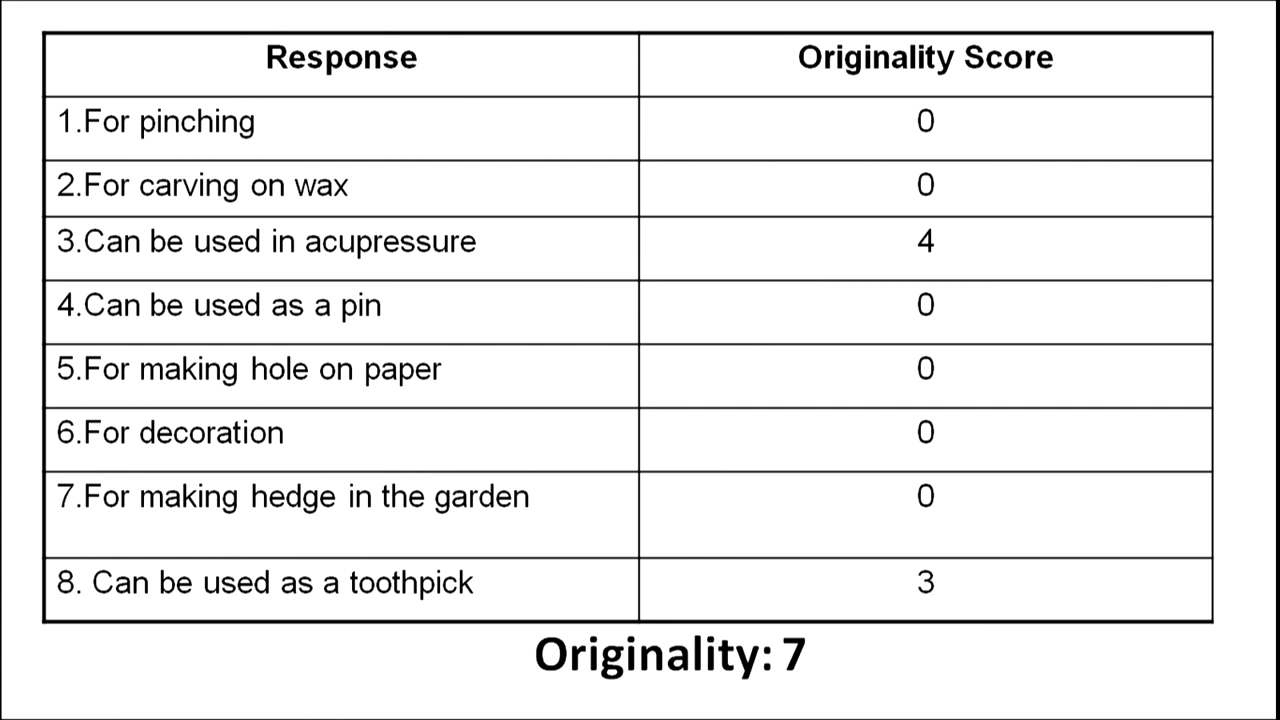 Response Originality Score
1.For pinching 0
2.For carving on wax 0
3.Can be used in acupressure 4
4.Can be used as a pin 0
5.For making hole on paper 0
6.For decoration 0
7.For making hedge in the garden 0
8. Can be used as a toothpick 3
Originality: 7